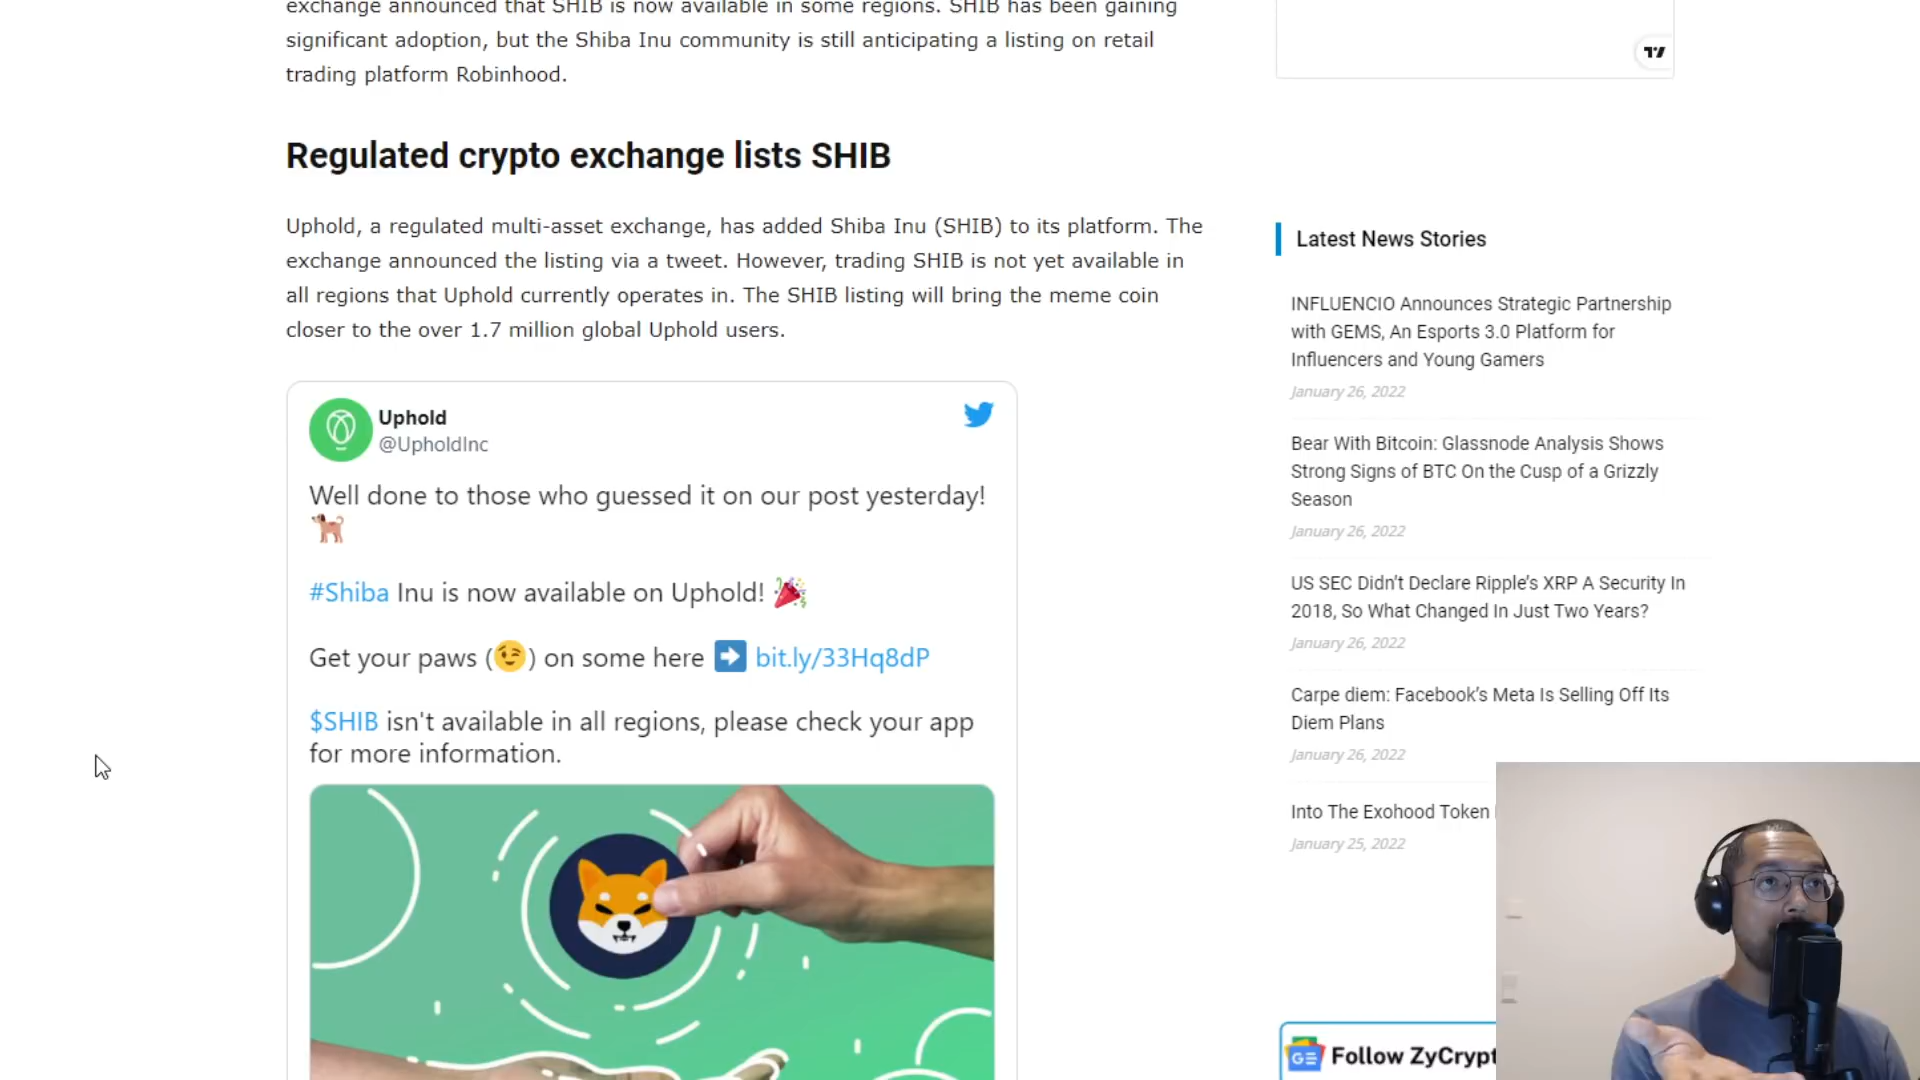 exchange announced that SHIB is now available in some regions. SHIB has been gaining
significant adoption, but the Shiba Inu community is still anticipating a listing on retail
trading platform Robinhood.
Regulated crypto exchange lists SHIB
Uphold, a regulated multi-asset exchange, has added Shiba Inu (SHIB) to its platform. The
exchange announced the listing via a tweet. However, trading SHIB is not yet available in
all regions that Uphold currently operates in. The SHIB listing will bring the meme coin
closer to the over 1.7 million global Uphold users.
Uphold
@UpholdInc
Well done to those who guessed it on our post yesterday!
🐕
#Shiba Inu is now available on Uphold! 🎉
Get your paws (😉) on some here ➡️ bit.ly/33Hq8dP
$SHIB isn't available in all regions, please check your app
for more information.
Latest News Stories
INFLUENCIO Announces Strategic Partnership
with GEMS, An Esports 3.0 Platform for
Influencers and Young Gamers
January 26, 2022
Bear With Bitcoin: Glassnode Analysis Shows
Strong Signs of BTC On the Cusp of a Grizzly
Season
January 26, 2022
US SEC Didn’t Declare Ripple’s XRP A Security In
2018, So What Changed In Just Two Years?
January 26, 2022
Carpe diem: Facebook’s Meta Is Selling Off Its
Diem Plans
January 26, 2022
Into The Exohood Token
January 25, 2022
GE Follow ZyCrypt